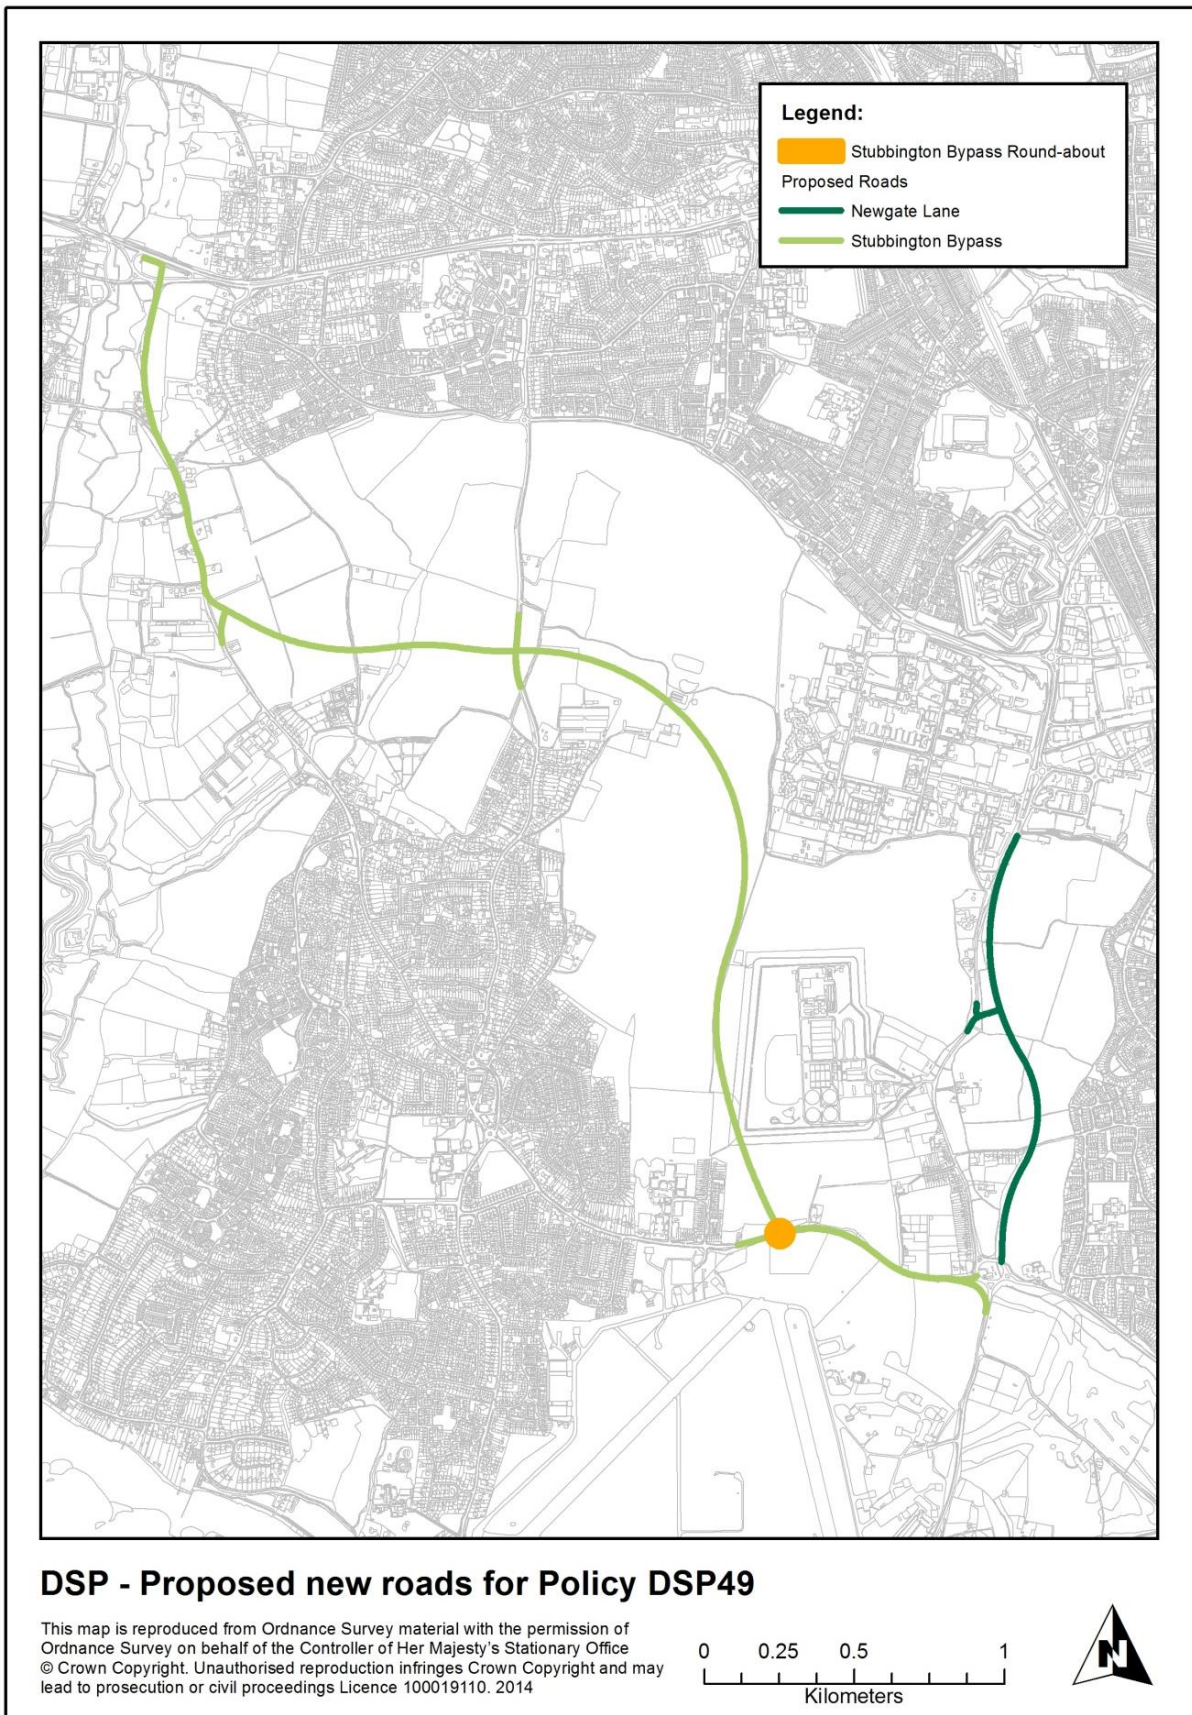 Legend:
Stubbington Bypass Round-about
Proposed Roads
Newgate Lane
Stubbington Bypass
DSP - Proposed new roads for Policy DSP49
This map is reproduced from Ordnance Survey material with the permission of
Ordnance Survey on behalf of the Controller of Her Majesty's Stationary Office
© Crown Copyright. Unauthorised reproduction infringes Crown Copyright and may
lead to prosecution or civil proceedings Licence 100019110. 2014
0 0.25 0.5 1
Kilometers
N